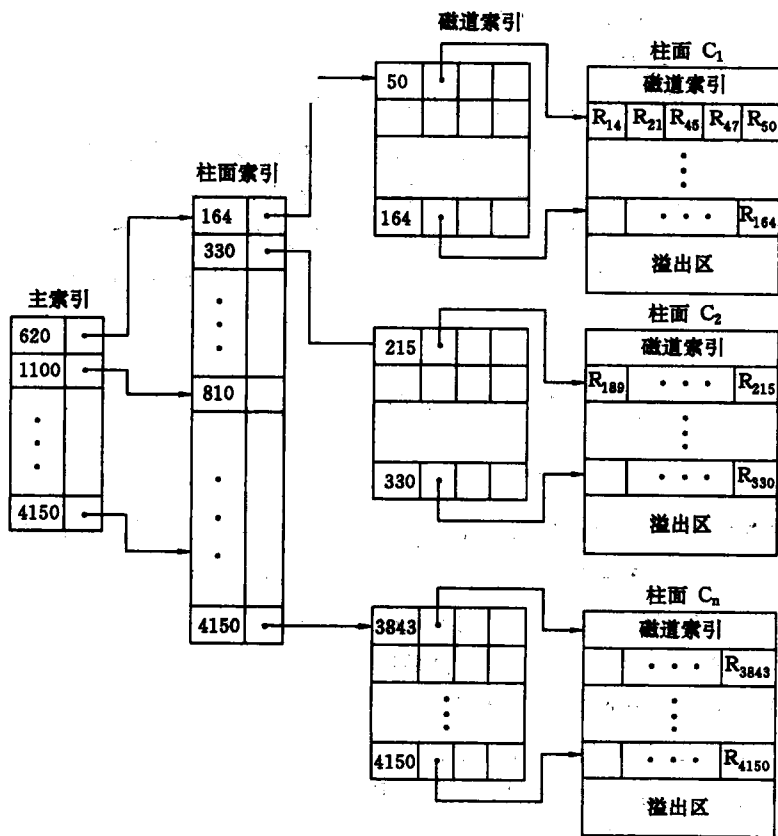 主索引
620
1100
4150
柱面索引
164
330
810
4150
磁道索引
50
164
215
330
3843
4150
柱面 C₁
磁道索引
R₁₄ R₂₁ R₄₅ R₄₇ R₅₀
R₁₆₄
溢出区
柱面 C₂
磁道索引
R₁₈₉ R₂₁₅
R₃₃₀
溢出区
柱面 Cₙ
磁道索引
R₃₈₄₃
R₄₁₅₀
溢出区